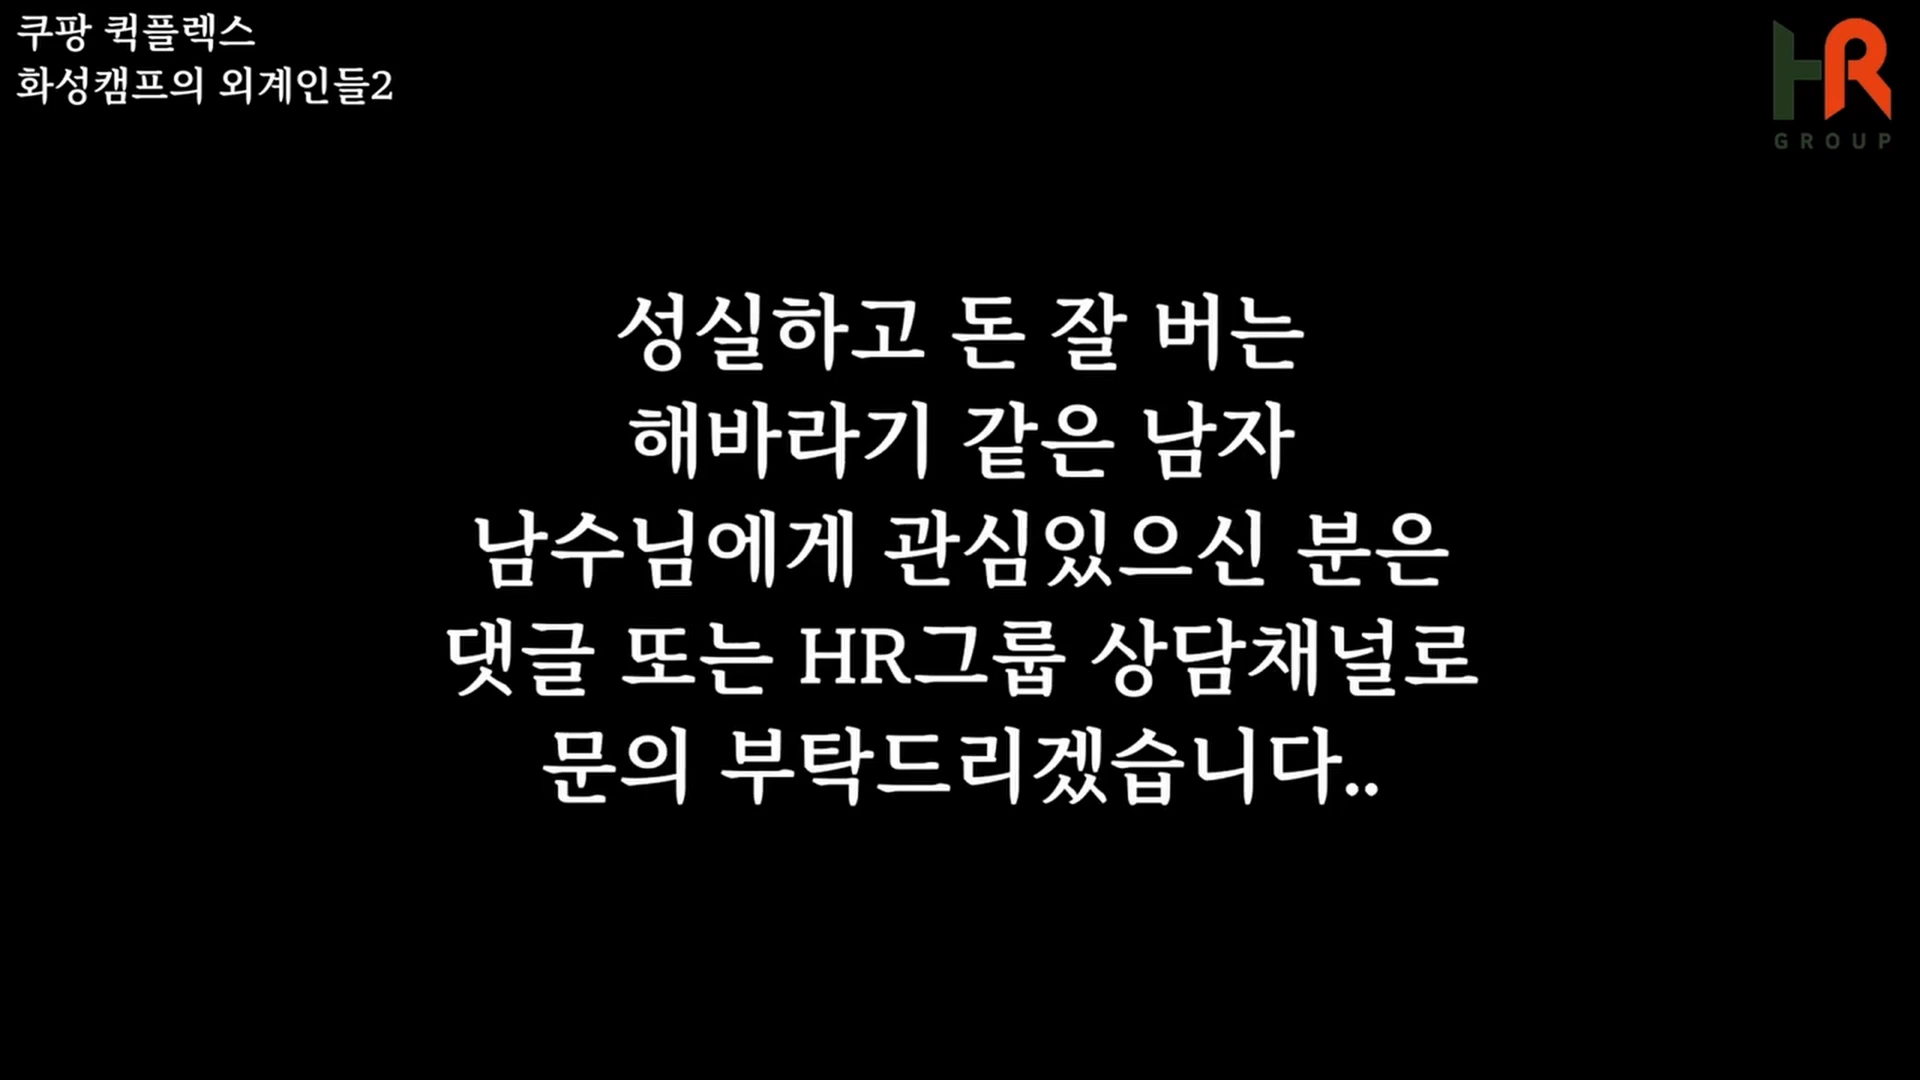 쿠팡 퀵플렉스
화성캠프의 외계인들2
HR
GROUP
성실하고 돈 잘 버는
해바라기 같은 남자
남수님에게 관심있으신 분은
댓글 또는 HR그룹 상담채널로
문의 부탁드리겠습니다..